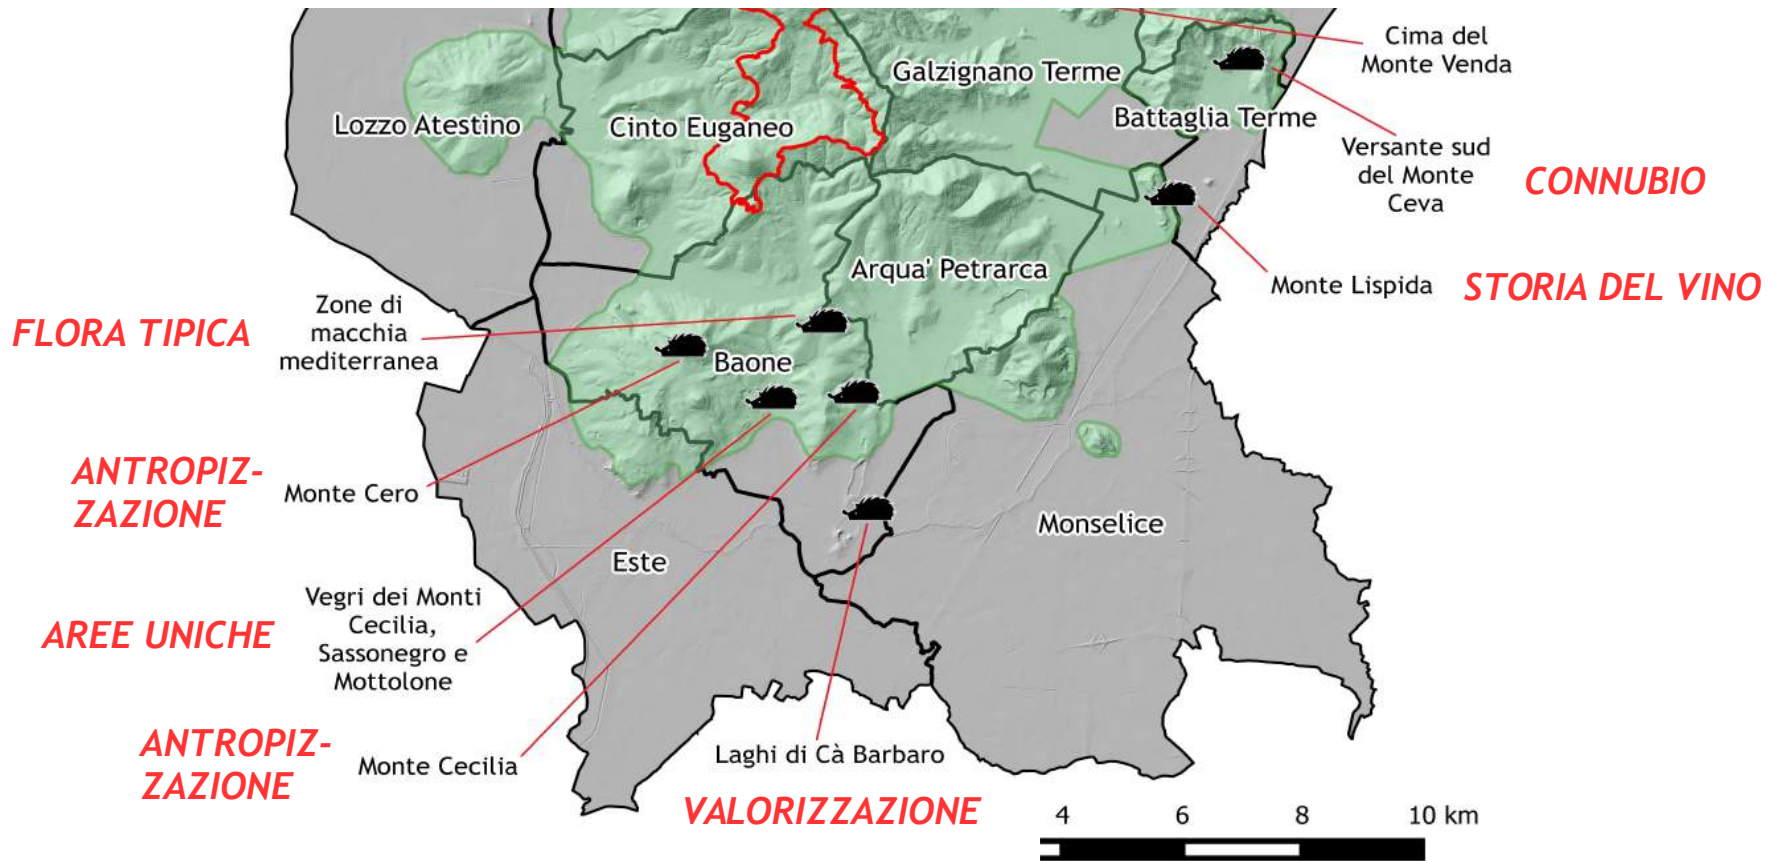 Cima del
Monte Venda
Galzignano Terme
Battaglia Terme
Lozzo Atestino
Cinto Euganeo
Versante sud
del Monte
Ceva
CONNUBIO
Arqua' Petrarca
Monte Lispida
STORIA DEL VINO
Zone di
macchia
mediterranea
FLORA TIPICA
Baone
ANTROPIZ-
ZAZIONE
Monte Cero
Monselice
Este
Vegri dei Monti
Cecilia,
Sassonegro e
Mottolone
AREE UNICHE
ANTROPIZ-
ZAZIONE
Monte Cecilia
Laghi di Cà Barbaro
VALORIZZAZIONE
4 6 8 10 km